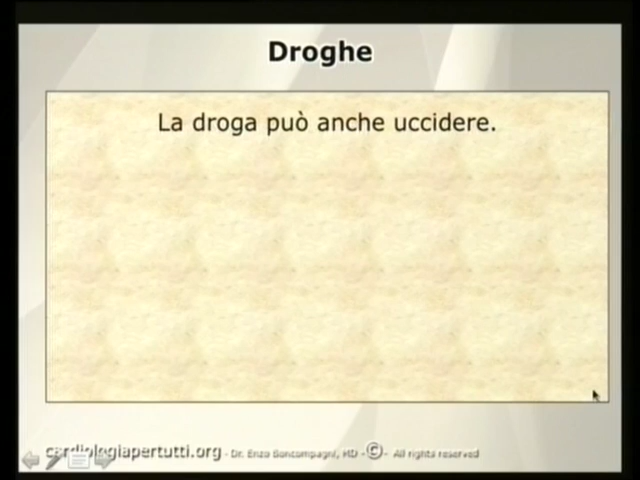 Droghe
La droga può anche uccidere.
cardiologiapertutti.org - Dr. Enzo Boncompagni, MD - © - All rights reserved